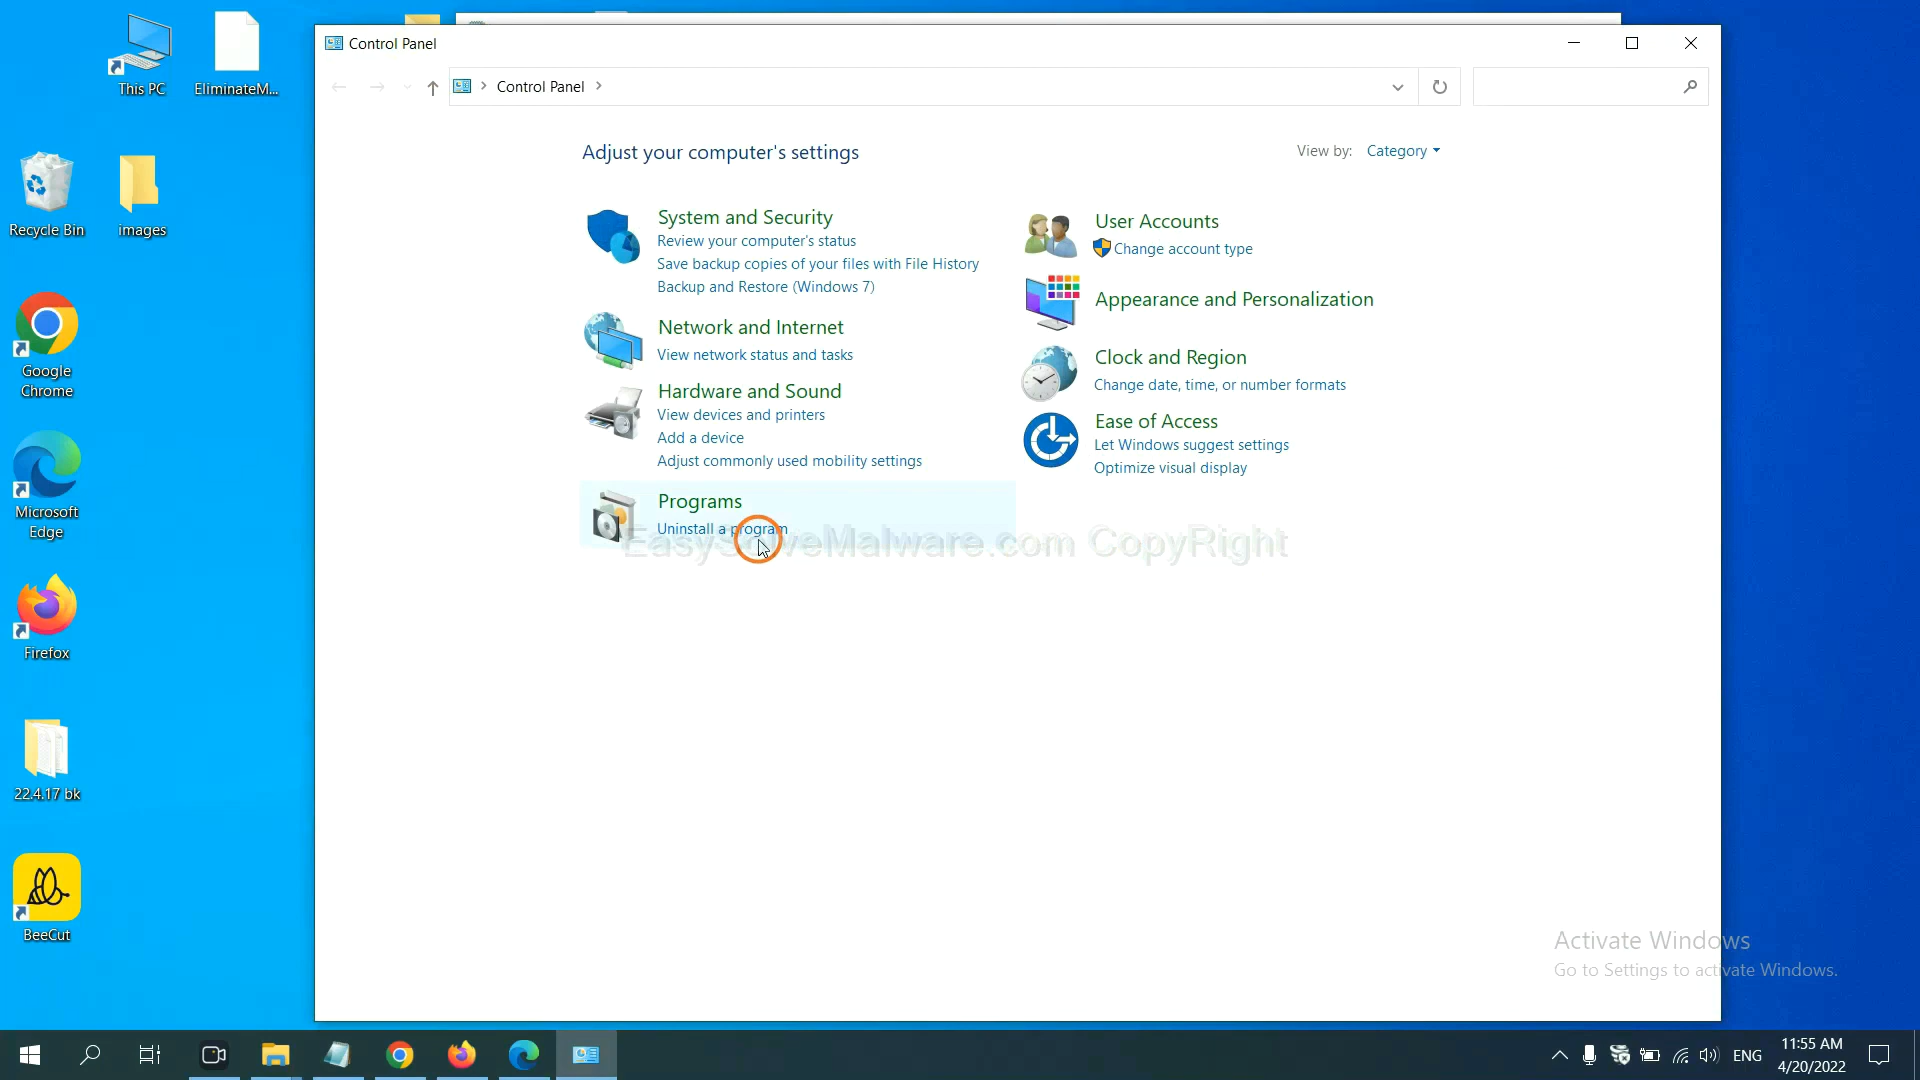 This PC
EliminateM...
Recycle Bin
images
Google
Chrome
Microsoft
Edge
Firefox
22.4.17 bk
BeeCut
Control Panel
Control Panel
Adjust your computer's settings
View by: Category
System and Security
Review your computer's status
Save backup copies of your files with File History
Backup and Restore (Windows 7)
Network and Internet
View network status and tasks
Hardware and Sound
View devices and printers
Add a device
Adjust commonly used mobility settings
Programs
Uninstall a program
User Accounts
Change account type
Appearance and Personalization
Clock and Region
Change date, time, or number formats
Ease of Access
Let Windows suggest settings
Optimize visual display
EasySolveMalware.com CopyRight
Activate Windows
Go to Settings to activate Windows.
ENG
11:55 AM
4/20/2022